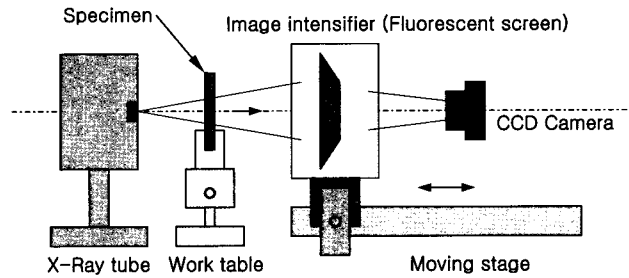 Specimen
Image intensifier (Fluorescent screen)
CCD Camera
X-Ray tube
Work table
Moving stage